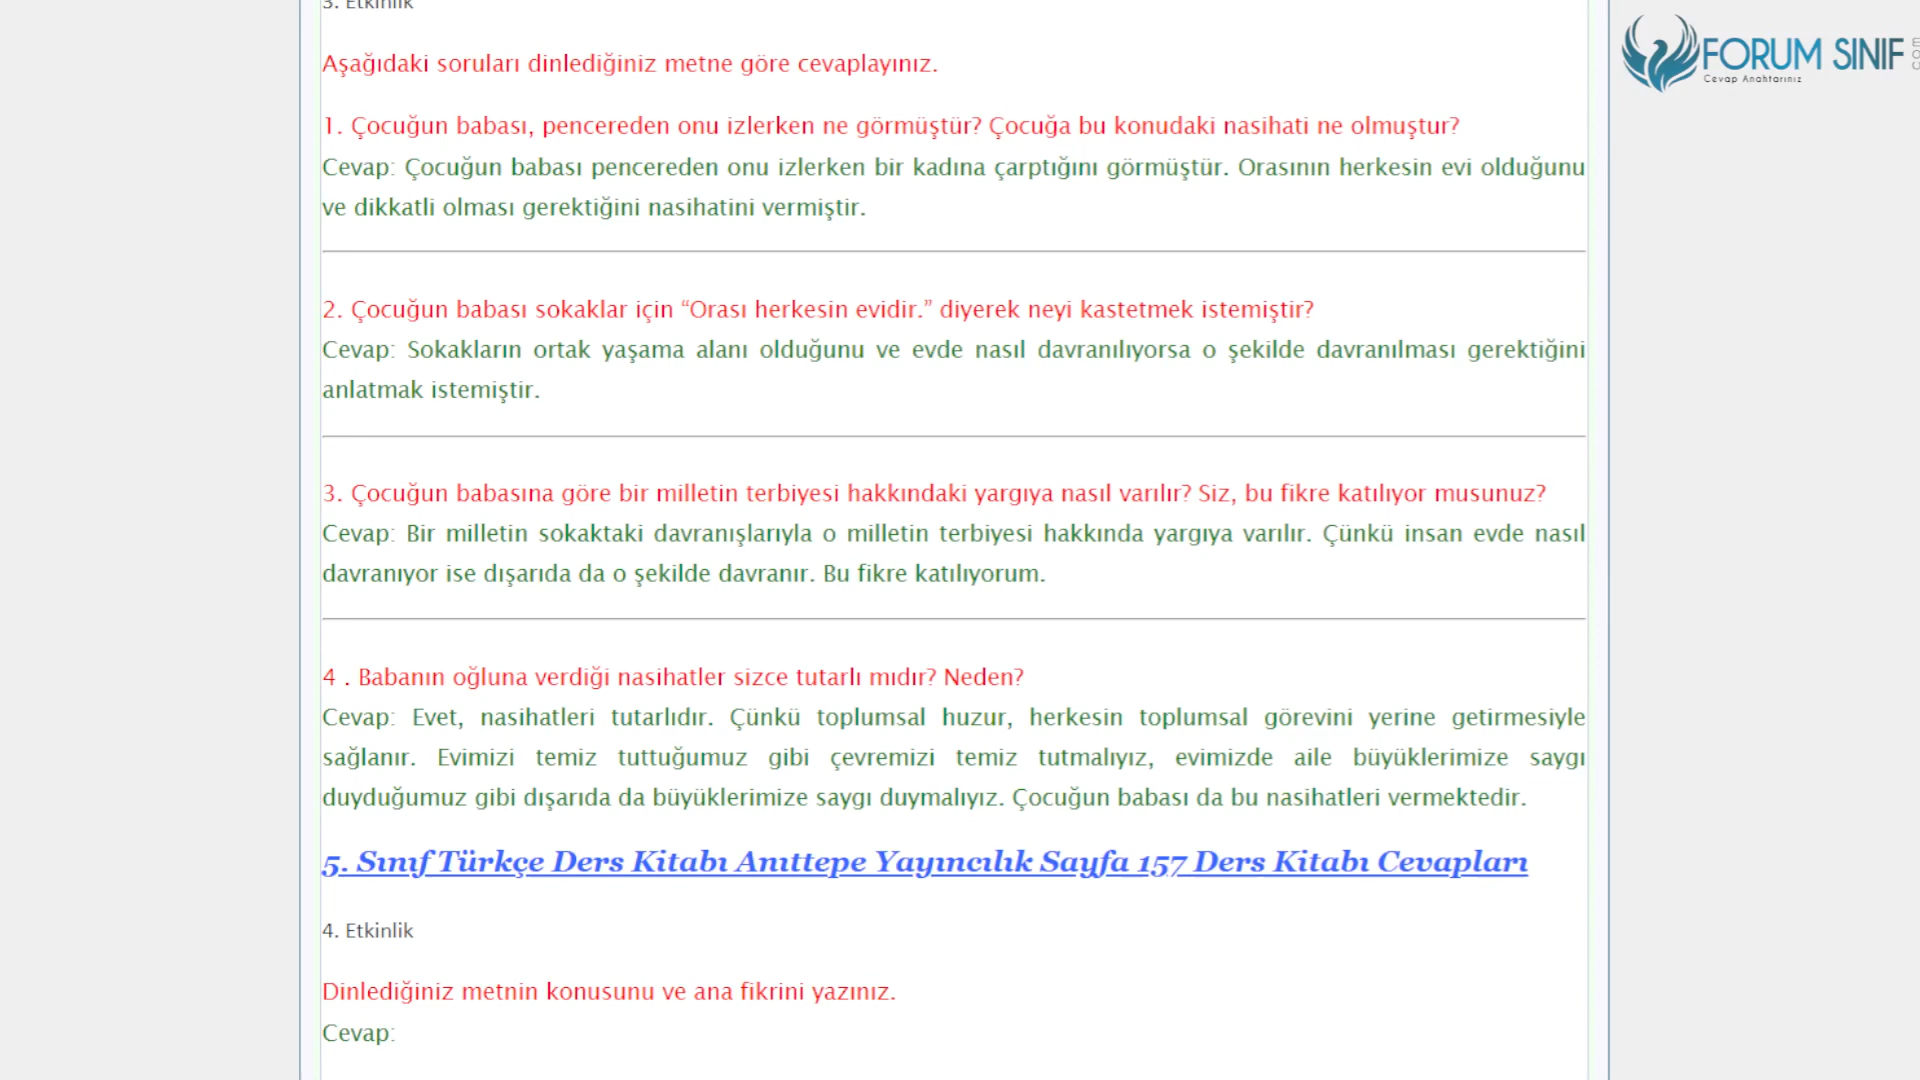 3. Etkinlik
FORUM SINIF
Cevap Anahtarınız
Aşağıdaki soruları dinlediğiniz metne göre cevaplayınız.
1. Çocuğun babası, pencereden onu izlerken ne görmüştür? Çocuğa bu konudaki nasihati ne olmuştur?
Cevap: Çocuğun babası pencereden onu izlerken bir kadına çarptığını görmüştür. Orasının herkesin evi olduğunu
ve dikkatli olması gerektiğini nasihatini vermiştir.
2. Çocuğun babası sokaklar için “Orası herkesin evidir.” diyerek neyi kastetmek istemiştir?
Cevap: Sokakların ortak yaşama alanı olduğunu ve evde nasıl davranılıyorsa o şekilde davranılması gerektiğini
anlatmak istemiştir.
3. Çocuğun babasına göre bir milletin terbiyesi hakkındaki yargıya nasıl varılır? Siz, bu fikre katılıyor musunuz?
Cevap: Bir milletin sokaktaki davranışlarıyla o milletin terbiyesi hakkında yargıya varılır. Çünkü insan evde nasıl
davranıyor ise dışarıda da o şekilde davranır. Bu fikre katılıyorum.
4 . Babanın oğluna verdiği nasihatler sizce tutarlı mıdır? Neden?
Cevap: Evet, nasihatleri tutarlıdır. Çünkü toplumsal huzur, herkesin toplumsal görevini yerine getirmesiyle
sağlanır. Evimizi temiz tuttuğumuz gibi çevremizi temiz tutmalıyız, evimizde aile büyüklerimize saygı
duyduğumuz gibi dışarıda da büyüklerimize saygı duymalıyız. Çocuğun babası da bu nasihatleri vermektedir.
5. Sınıf Türkçe Ders Kitabı Anıttepe Yayıncılık Sayfa 157 Ders Kitabı Cevapları
4. Etkinlik
Dinlediğiniz metnin konusunu ve ana fikrini yazınız.
Cevap: